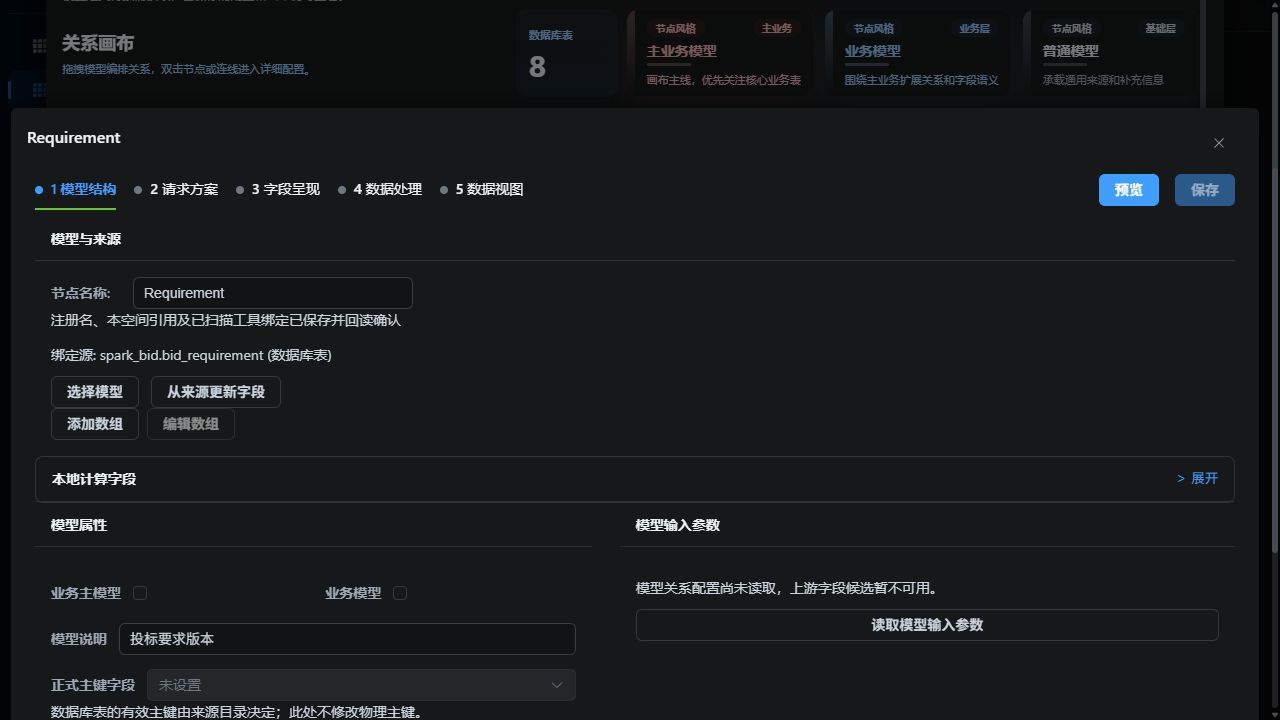 关系画布
拖拽模型编排关系，双击节点或连线进入详细配置。
数据库表
8
节点风格 主业务
主业务模型
画布主线，优先关注核心业务表
节点风格 业务层
业务模型
围绕主业务扩展关系和字段语义
节点风格 基础层
普通模型
承载通用来源和补充信息
Requirement
1 模型结构 2 请求方案 3 字段呈现 4 数据处理 5 数据视图
预览 保存
模型与来源
节点名称: Requirement
注册名、本空间引用及已扫描工具绑定已保存并回读确认
绑定源: spark_bid.bid_requirement (数据库表)
选择模型 从来源更新字段
添加数组 编辑数组
本地计算字段 > 展开
模型属性
业务主模型 业务模型
模型说明 投标要求版本
正式主键字段 未设置
数据库表的有效主键由来源目录决定；此处不修改物理主键。
模型输入参数
模型关系配置尚未读取，上游字段候选暂不可用。
读取模型输入参数